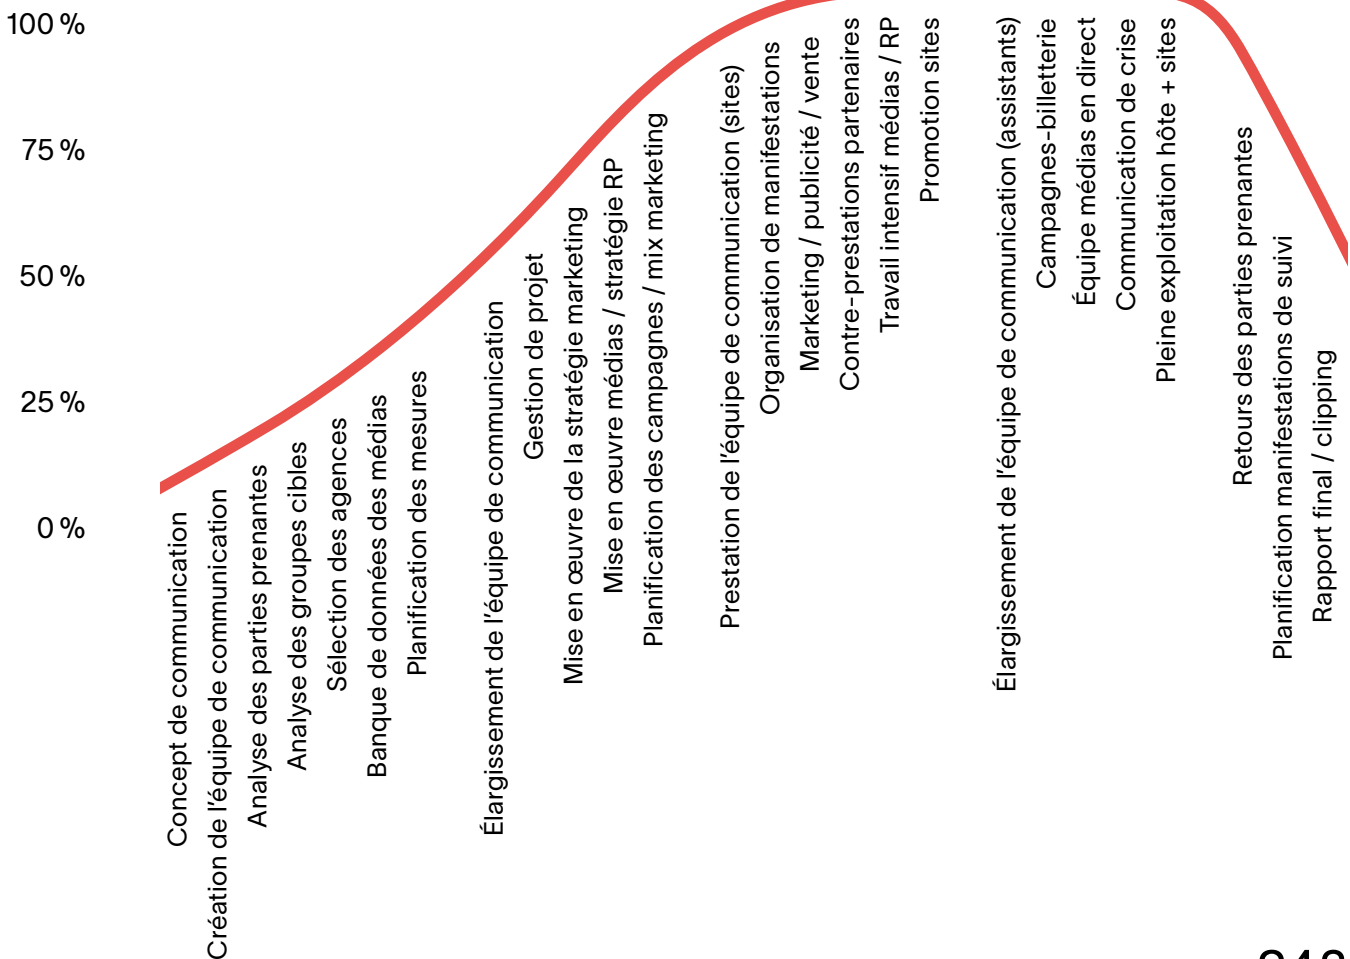 100 %
75 %
50 %
25 %
0 %
Concept de communication
Création de l’équipe de communication
Analyse des parties prenantes
Analyse des groupes cibles
Sélection des agences
Banque de données des médias
Planification des mesures
Élargissement de l’équipe de communication
Gestion de projet
Mise en œuvre de la stratégie marketing
Mise en œuvre médias / stratégie RP
Planification des campagnes / mix marketing
Prestation de l’équipe de communication (sites)
Organisation de manifestations
Marketing / publicité / vente
Contre-prestations partenaires
Travail intensif médias / RP
Promotion sites
Élargissement de l’équipe de communication (assistants)
Campagnes-billetterie
Équipe médias en direct
Communication de crise
Pleine exploitation hôte + sites
Retours des parties prenantes
Planification manifestations de suivi
Rapport final / clipping